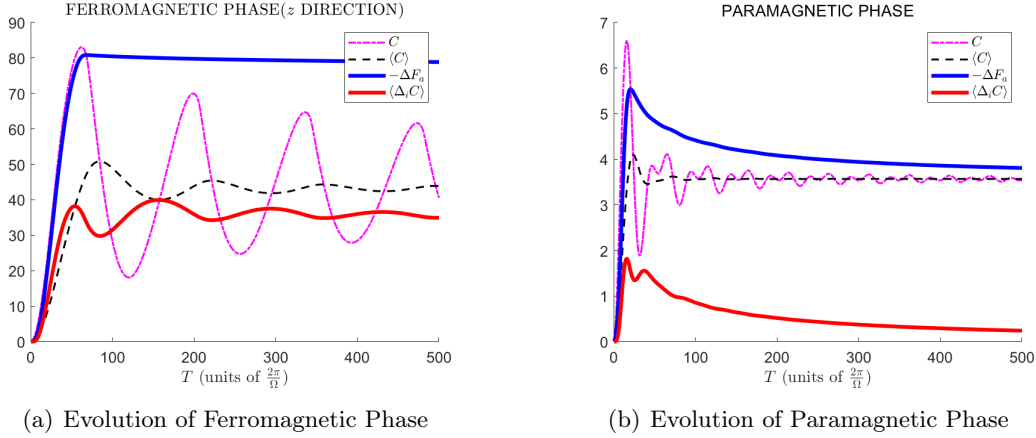 FERROMAGNETIC PHASE(z DIRECTION)
90
80
70
60
50
40
30
20
10
0
0 100 200 300 400 500
T (units of 2π/Ω)
C
⟨C⟩
−ΔF_a
⟨Δ_iC⟩
(a) Evolution of Ferromagnetic Phase
PARAMAGNETIC PHASE
7
6
5
4
3
2
1
0
0 100 200 300 400 500
T (units of 2π/Ω)
C
⟨C⟩
−ΔF_a
⟨Δ_iC⟩
(b) Evolution of Paramagnetic Phase